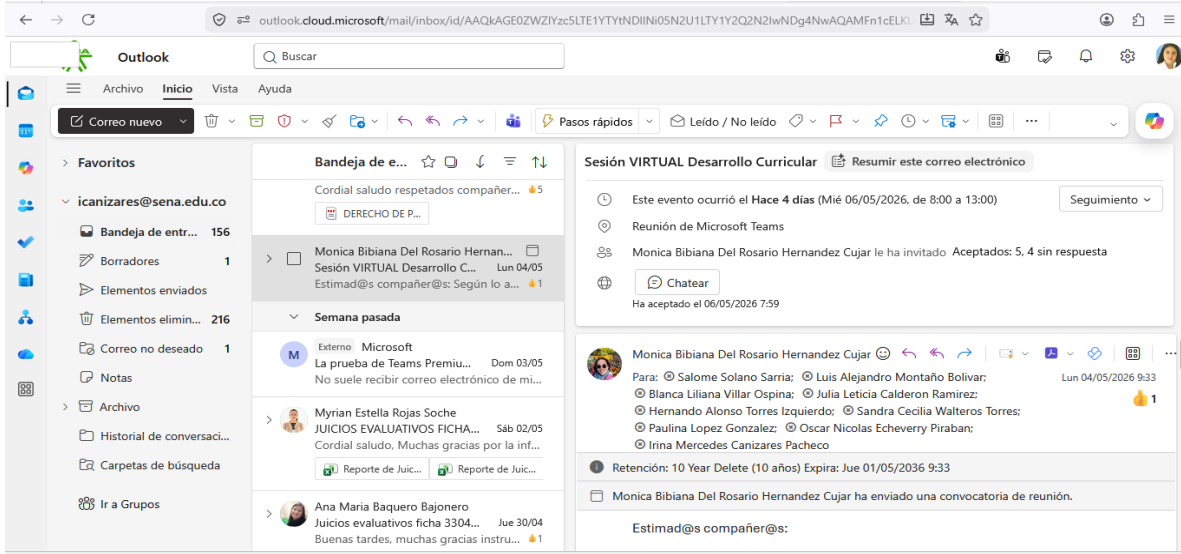 outlook.cloud.microsoft/mail/inbox/id/
Outlook
Buscar
Archivo Inicio Vista Ayuda
Correo nuevo
Pasos rápidos
Leído / No leído
Favoritos
icanizares@sena.edu.co
Bandeja de entr... 156
Borradores 1
Elementos enviados
Elementos elimin... 216
Correo no deseado 1
Notas
Archivo
Historial de conversaci...
Carpetas de búsqueda
Ir a Grupos
Bandeja de e...
Cordial saludo respetados compañer... 5
DERECHO DE P...
Monica Bibiana Del Rosario Hernan...
Sesión VIRTUAL Desarrollo C... Lun 04/05
Estimad@s compañer@s: Según lo a... 1
Semana pasada
M
Externo Microsoft
La prueba de Teams Premiu... Dom 03/05
No suele recibir correo electrónico de mi...
Myrian Estella Rojas Soche
JUICIOS EVALUATIVOS FICHA... Sáb 02/05
Cordial saludo, Muchas gracias por la inf...
Reporte de Juic... Reporte de Juic...
Ana Maria Baquero Bajonero
Juicios evaluativos ficha 3304... Jue 30/04
Buenas tardes, muchas gracias instru... 1
Sesión VIRTUAL Desarrollo Curricular Resumir este correo electrónico
Este evento ocurrió el Hace 4 días (Mié 06/05/2026, de 8:00 a 13:00)
Seguimiento
Reunión de Microsoft Teams
Monica Bibiana Del Rosario Hernandez Cujar le ha invitado Aceptados: 5, 4 sin respuesta
Chatear
Ha aceptado el 06/05/2026 7:59
Monica Bibiana Del Rosario Hernandez Cujar
Para: Salome Solano Sarria; Luis Alejandro Montaño Bolivar; Lun 04/05/2026 9:33
Blanca Liliana Villar Ospina; Julia Leticia Calderon Ramirez; 1
Hernando Alonso Torres Izquierdo; Sandra Cecilia Walteros Torres;
Paulina Lopez Gonzalez; Oscar Nicolas Echeverry Piraban;
Irina Mercedes Canizares Pacheco
Retención: 10 Year Delete (10 años) Expira: Jue 01/05/2036 9:33
Monica Bibiana Del Rosario Hernandez Cujar ha enviado una convocatoria de reunión.
Estimad@s compañer@s: